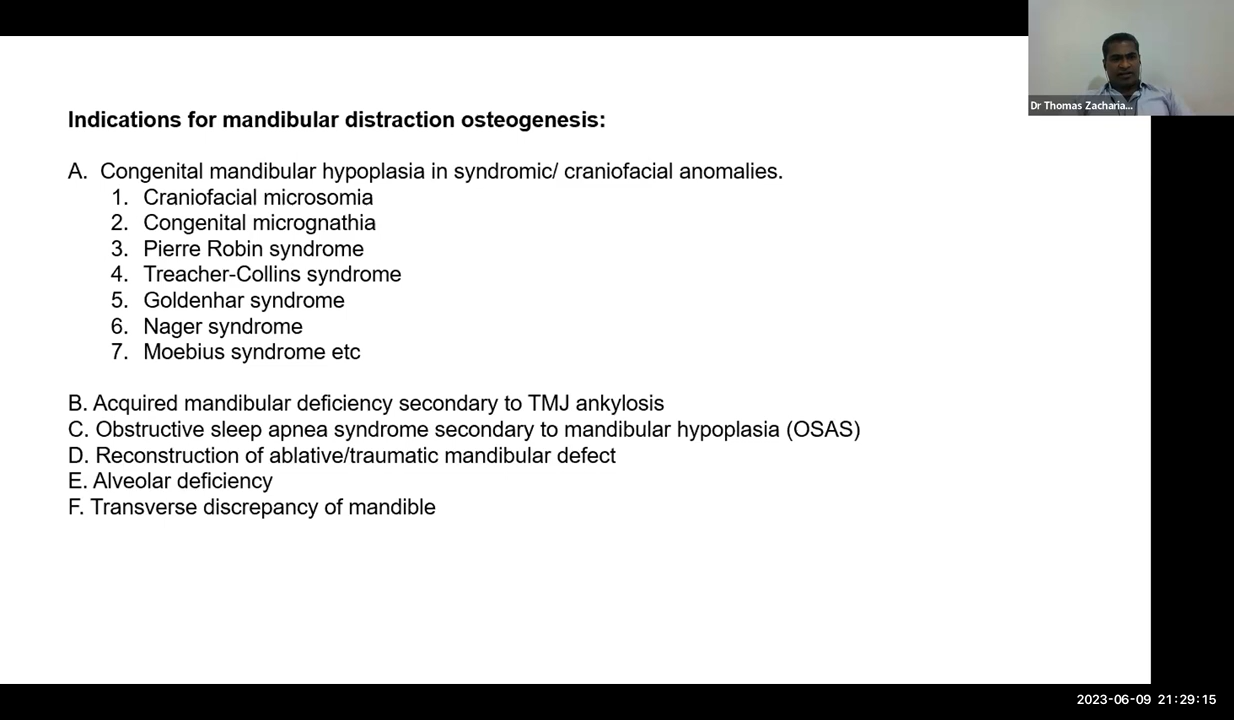 Dr Thomas Zacharia...
Indications for mandibular distraction osteogenesis:
A. Congenital mandibular hypoplasia in syndromic/ craniofacial anomalies.
1. Craniofacial microsomia
2. Congenital micrognathia
3. Pierre Robin syndrome
4. Treacher-Collins syndrome
5. Goldenhar syndrome
6. Nager syndrome
7. Moebius syndrome etc
B. Acquired mandibular deficiency secondary to TMJ ankylosis
C. Obstructive sleep apnea syndrome secondary to mandibular hypoplasia (OSAS)
D. Reconstruction of ablative/traumatic mandibular defect
E. Alveolar deficiency
F. Transverse discrepancy of mandible
2023-06-09 21:29:15